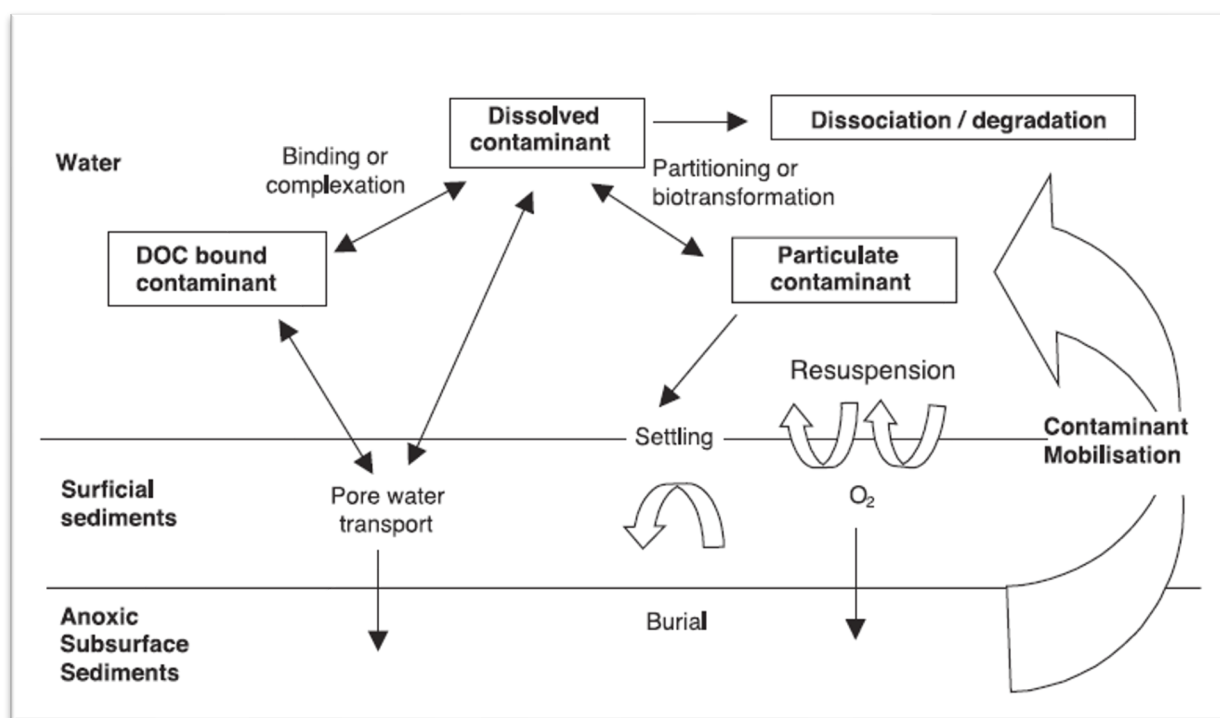 Dissolved
contaminant
Dissociation / degradation
Water
Binding or
complexation
Partitioning or
biotransformation
DOC bound
contaminant
Particulate
contaminant
Resuspension
Settling
Contaminant
Mobilisation
Surficial
sediments
Pore water
transport
O₂
Anoxic
Subsurface
Sediments
Burial